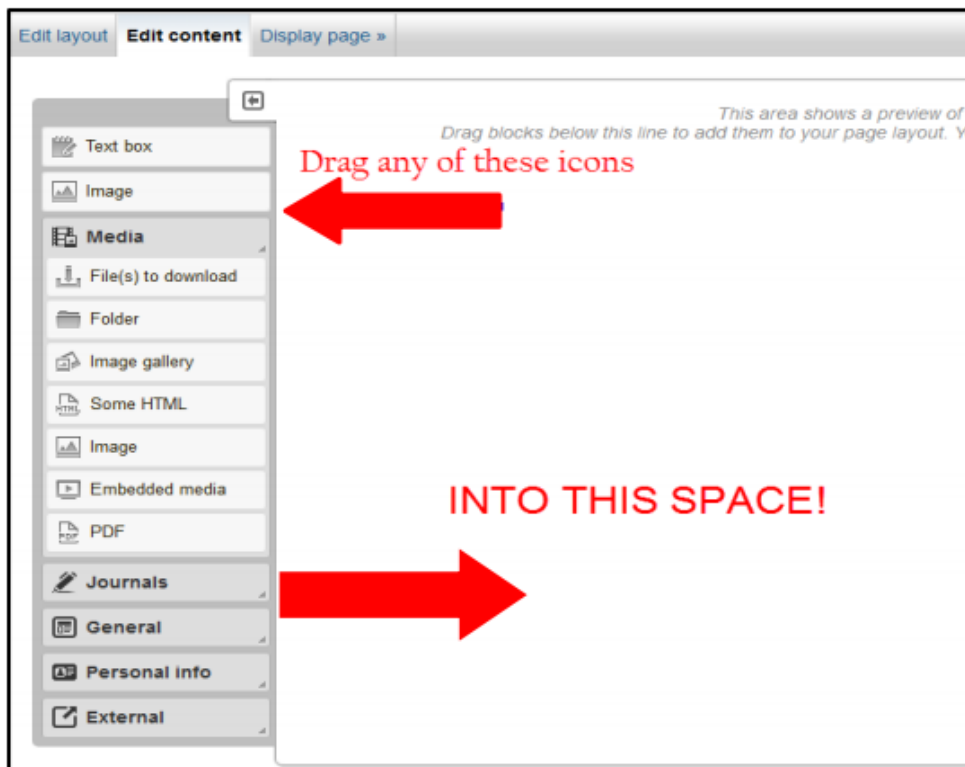 Edit layout Edit content Display page »
This area shows a preview of
Drag blocks below this line to add them to your page layout. Y
Text box
Drag any of these icons
Image
Media
File(s) to download
Folder
Image gallery
HTML Some HTML
Image
Embedded media
INTO THIS SPACE!
PDF PDF
Journals
General
Personal info
External